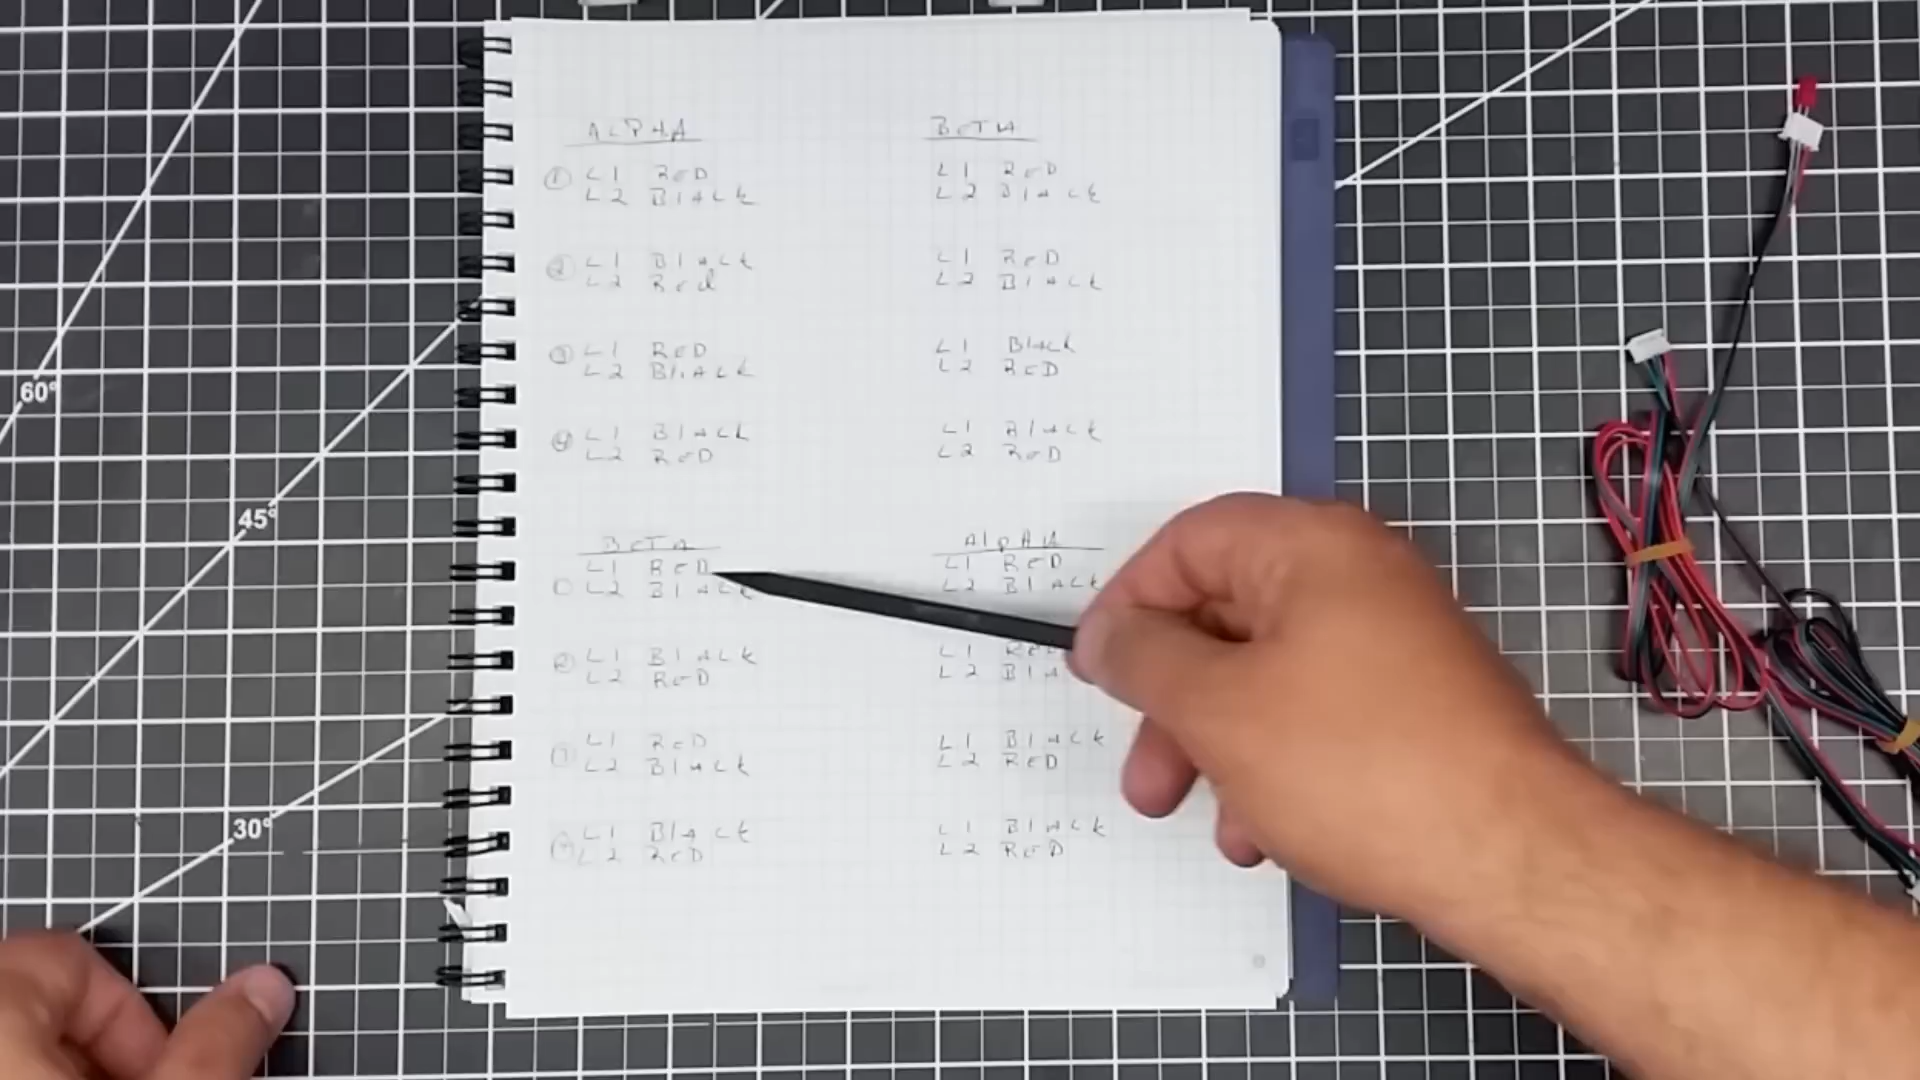 ALPHA BETA
① L1 RED L1 RED
L2 BlACK L2 BlACK
② L1 BlACK L1 RED
L2 Red L2 BlACK
③ L1 RED L1 Black
L2 BlACK L2 RED
④ L1 BlACK L1 BlACK
L2 RED L2 RED
BETA AlpHA
L1 RED L1 RED
L2 BlACK L2 BlACK
② L1 BlACK L1 RED
L2 RED L2
L1 RED L1 BlACK
L2 BlACK L2 RED
L1 BlACK L1 BlACK
L2 RED L2 RED
60°
45°
30°